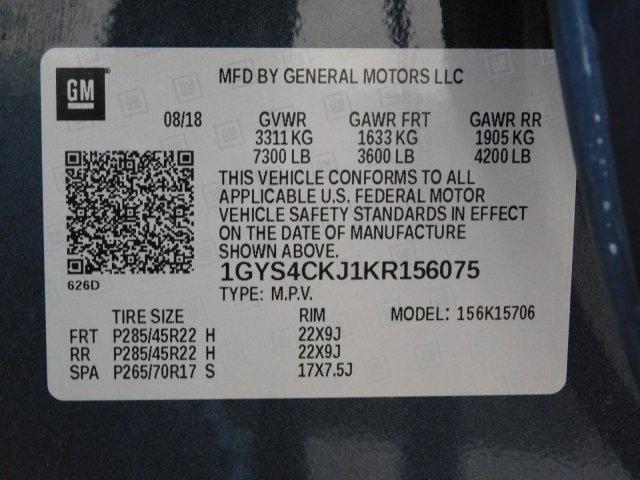 GM
MFD BY GENERAL MOTORS LLC
08/18 GVWR GAWR FRT GAWR RR
3311 KG 1633 KG 1905 KG
7300 LB 3600 LB 4200 LB
THIS VEHICLE CONFORMS TO ALL
APPLICABLE U.S. FEDERAL MOTOR
VEHICLE SAFETY STANDARDS IN EFFECT
ON THE DATE OF MANUFACTURE
SHOWN ABOVE.
626D
1GYS4CKJ1KR156075
TYPE: M.P.V.
TIRE SIZE RIM MODEL: 156K15706
FRT P285/45R22 H 22X9J
RR P285/45R22 H 22X9J
SPA P265/70R17 S 17X7.5J